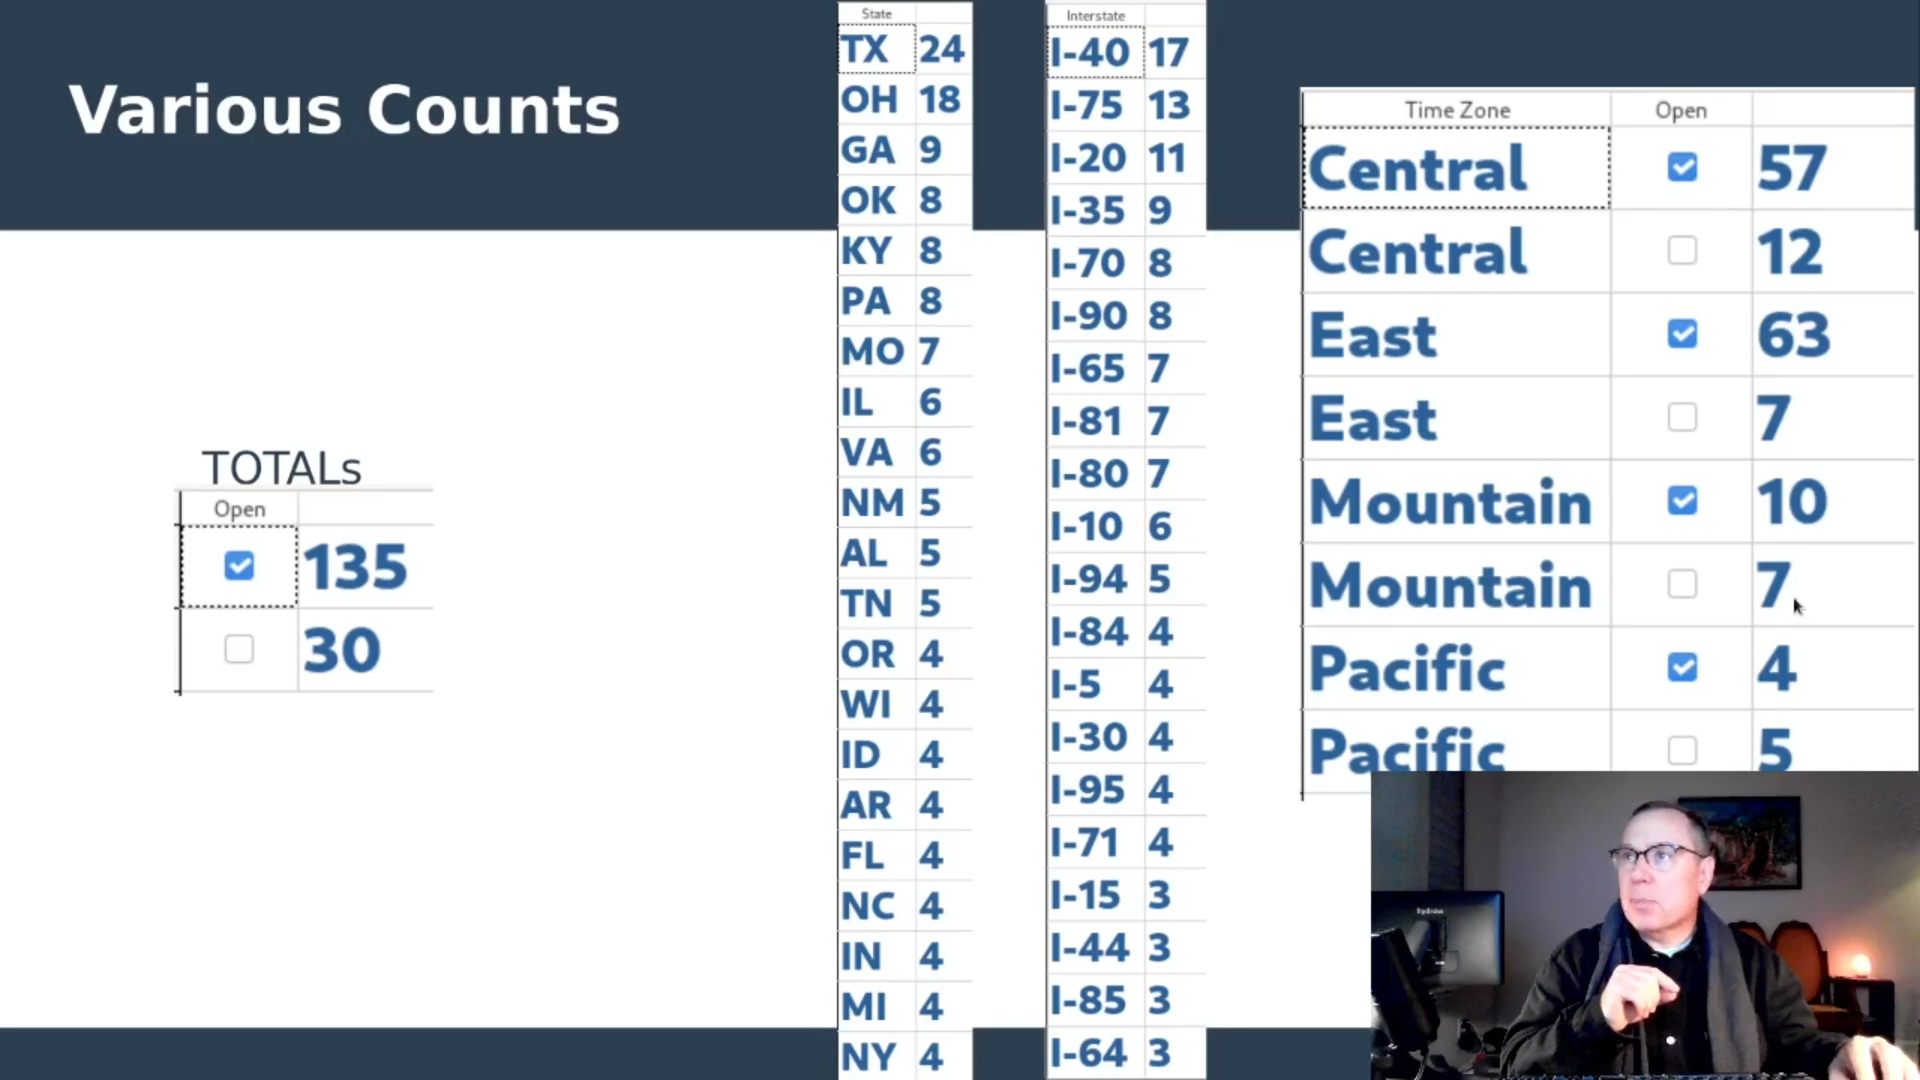 Various Counts
TOTALs
Open
135
30
State
TX 24
OH 18
GA 9
OK 8
KY 8
PA 8
MO 7
IL 6
VA 6
NM 5
AL 5
TN 5
OR 4
WI 4
ID 4
AR 4
FL 4
NC 4
IN 4
MI 4
NY 4
Interstate
I-40 17
I-75 13
I-20 11
I-35 9
I-70 8
I-90 8
I-65 7
I-81 7
I-80 7
I-10 6
I-94 5
I-84 4
I-5 4
I-30 4
I-95 4
I-71 4
I-15 3
I-44 3
I-85 3
I-64 3
Time Zone Open
Central 57
Central 12
East 63
East 7
Mountain 10
Mountain 7
Pacific 4
Pacific 5